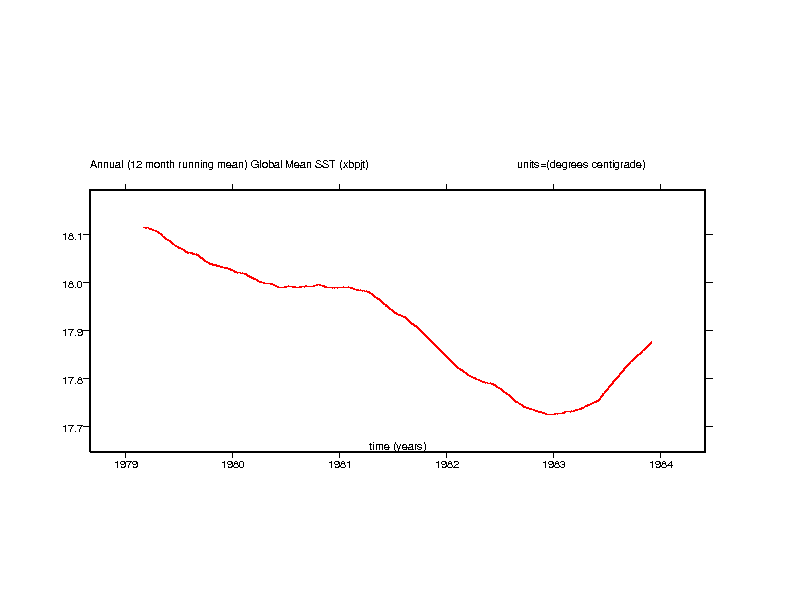 Annual (12 month running mean) Global Mean SST (xbpjt) units=(degrees centigrade)
18.1
18.0
17.9
17.8
17.7
time (years)
1979 1980 1981 1982 1983 1984